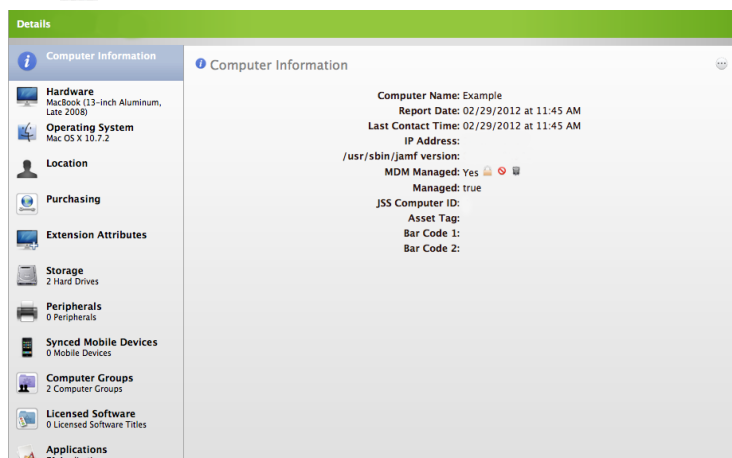 Details
Computer Information
Hardware
MacBook (13-inch Aluminum,
Late 2008)
Operating System
Mac OS X 10.7.2
Location
Purchasing
Extension Attributes
Storage
2 Hard Drives
Peripherals
0 Peripherals
Synced Mobile Devices
0 Mobile Devices
Computer Groups
2 Computer Groups
Licensed Software
0 Licensed Software Titles
Applications
Computer Information
Computer Name: Example
Report Date: 02/29/2012 at 11:45 AM
Last Contact Time: 02/29/2012 at 11:45 AM
IP Address:
/usr/sbin/jamf version:
MDM Managed: Yes
Managed: true
JSS Computer ID:
Asset Tag:
Bar Code 1:
Bar Code 2: